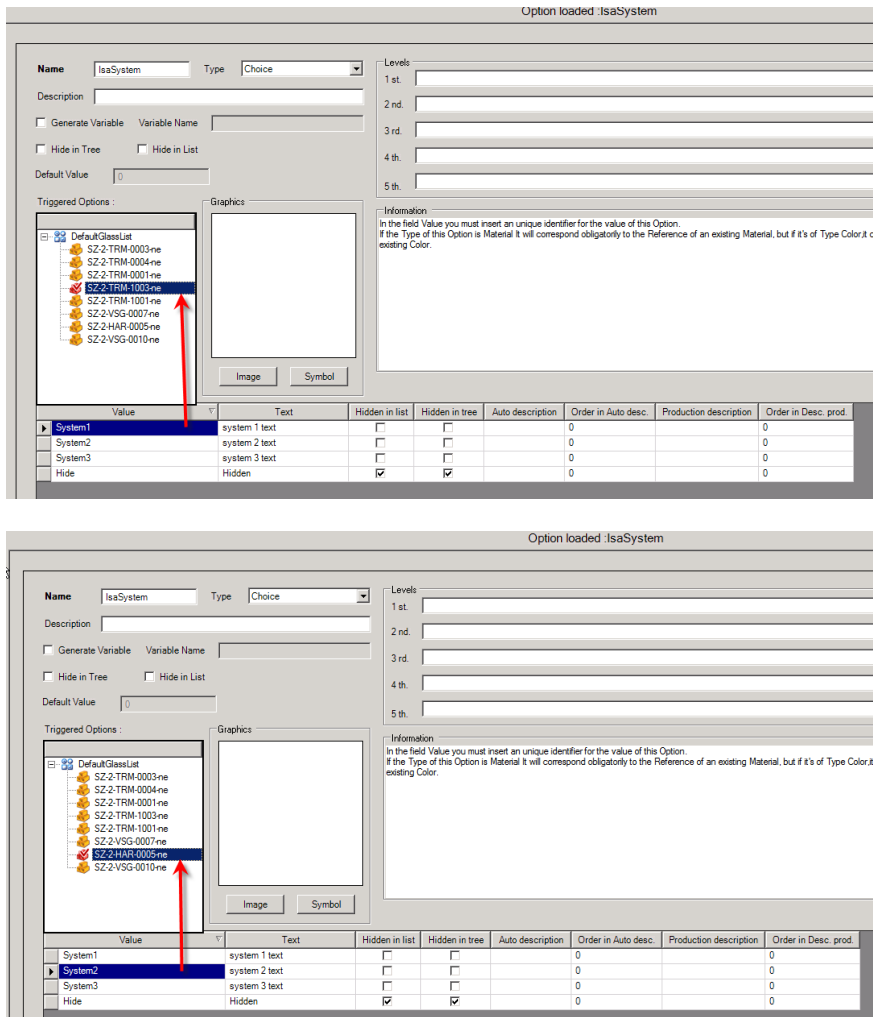 Option loaded :IsaSystem
Name IsaSystem Type Choice
Description
Generate Variable Variable Name
Hide in Tree Hide in List
Default Value 0
Triggered Options :
DefaultGlassList
SZ-2-TRM-0003-ne
SZ-2-TRM-0004-ne
SZ-2-TRM-0001-ne
SZ-2-TRM-1003-ne
SZ-2-TRM-1001-ne
SZ-2-VSG-0007-ne
SZ-2-HAR-0005-ne
SZ-2-VSG-0010-ne
Graphics
Image Symbol
Levels
1 st.
2 nd.
3 rd.
4 th.
5 th.
Information
In the field Value you must insert an unique identifier for the value of this Option.
If the Type of this Option is Material It will correspond obligatorily to the Reference of an existing Material, but if it's of Type Color,it
existing Color.
Value Text Hidden in list Hidden in tree Auto description Order in Auto desc. Production description Order in Desc. prod.
System1 system 1 text 0 0
System2 system 2 text 0 0
System3 system 3 text 0 0
Hide Hidden 0 0
Option loaded :IsaSystem
Name IsaSystem Type Choice
Description
Generate Variable Variable Name
Hide in Tree Hide in List
Default Value 0
Triggered Options :
DefaultGlassList
SZ-2-TRM-0003-ne
SZ-2-TRM-0004-ne
SZ-2-TRM-0001-ne
SZ-2-TRM-1003-ne
SZ-2-TRM-1001-ne
SZ-2-VSG-0007-ne
SZ-2-HAR-0005-ne
SZ-2-VSG-0010-ne
Graphics
Image Symbol
Levels
1 st.
2 nd.
3 rd.
4 th.
5 th.
Information
In the field Value you must insert an unique identifier for the value of this Option.
If the Type of this Option is Material It will correspond obligatorily to the Reference of an existing Material, but if it's of Type Color,it
existing Color.
Value Text Hidden in list Hidden in tree Auto description Order in Auto desc. Production description Order in Desc. prod.
System1 system 1 text 0 0
System2 system 2 text 0 0
System3 system 3 text 0 0
Hide Hidden 0 0